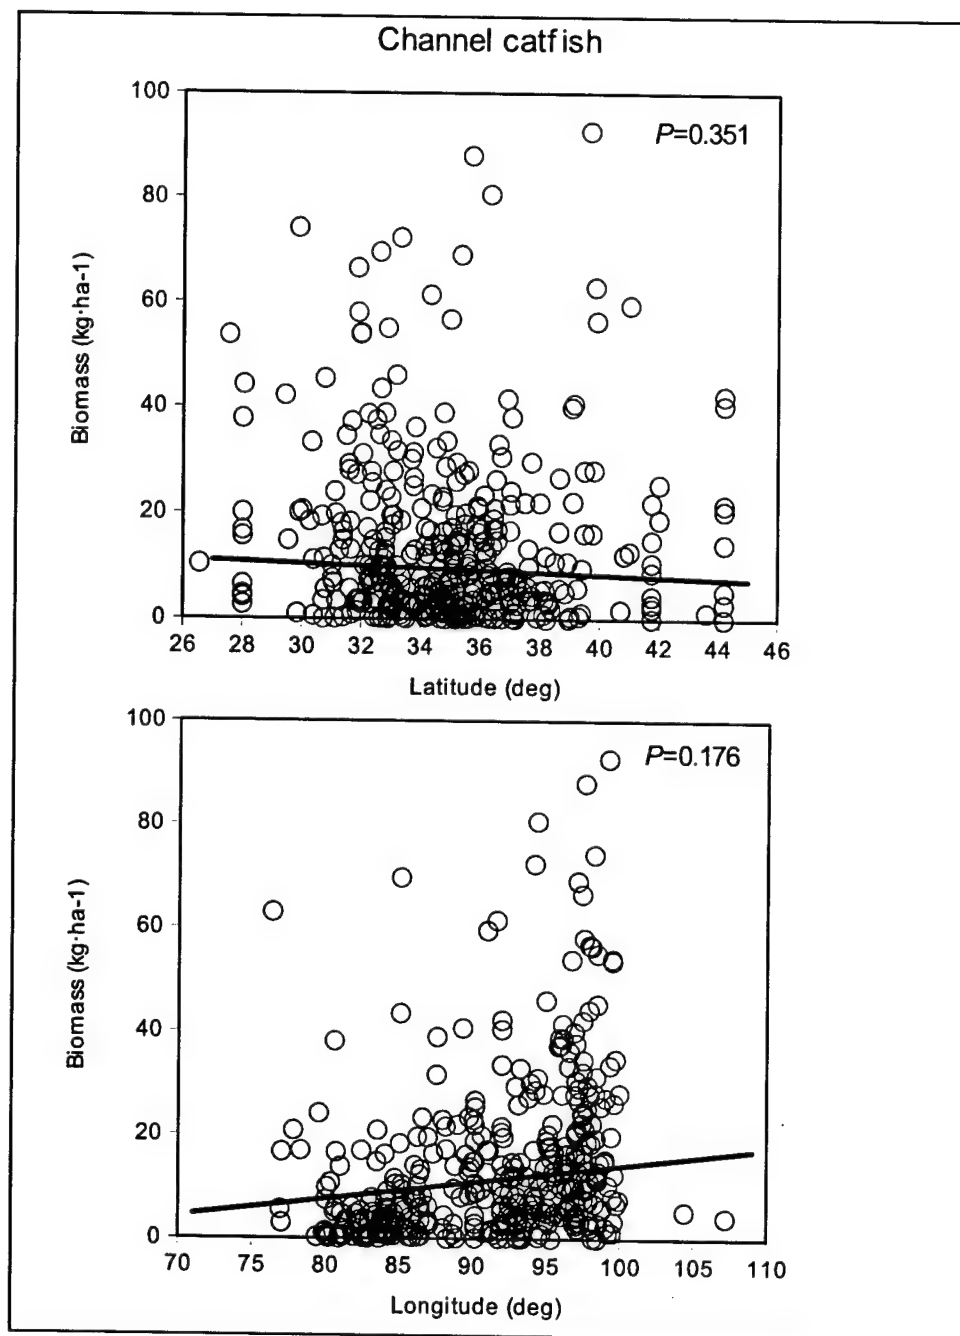 Channel catfish
100
80
60
40
20
0
Biomass (kg·ha-1)
P=0.351
26 28 30 32 34 36 38 40 42 44 46
Latitude (deg)
100
80
60
40
20
0
Biomass (kg·ha-1)
P=0.176
70 75 80 85 90 95 100 105 110
Longitude (deg)